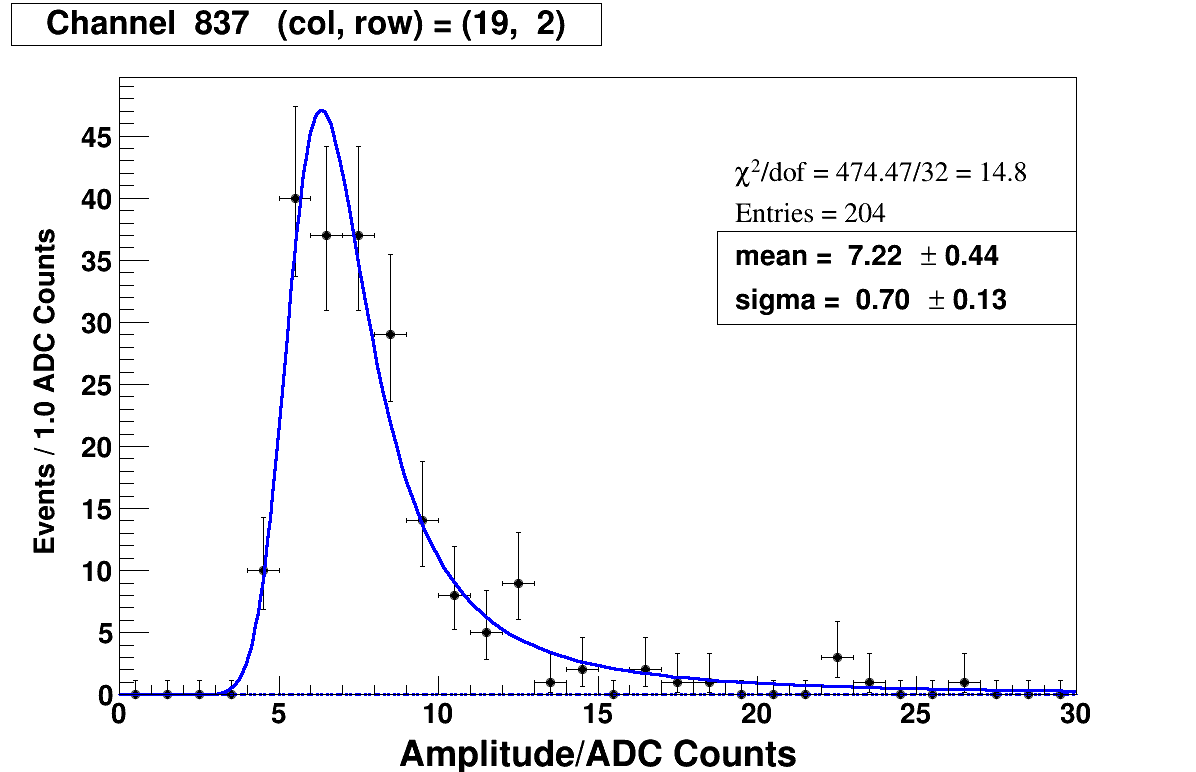 Channel 837 (col, row) = (19, 2)
χ²/dof = 474.47/32 = 14.8
Entries = 204
mean = 7.22 ± 0.44
sigma = 0.70 ± 0.13
Events / 1.0 ADC Counts
45
40
35
30
25
20
15
10
5
0
0 5 10 15 20 25 30
Amplitude/ADC Counts